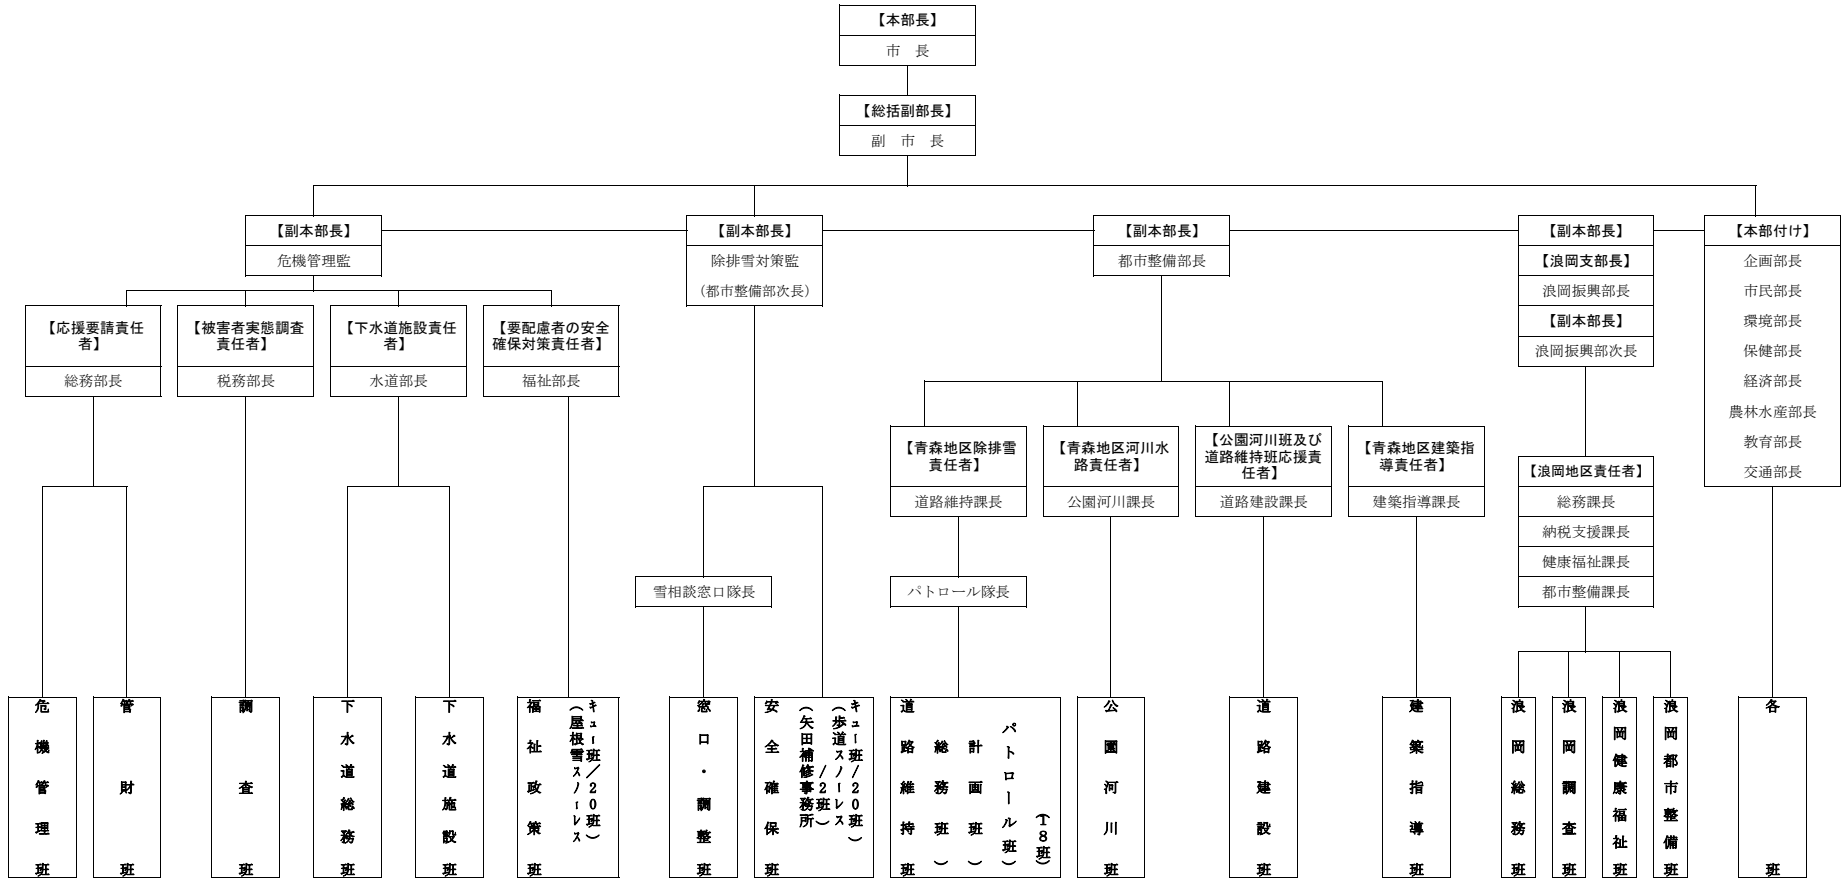 【本部長】
市　長
【総括副部長】
副　市　長
【副本部長】
危機管理監
【副本部長】
除排雪対策監
(都市整備部次長)
【副本部長】
都市整備部長
【副本部長】
【浪岡支部長】
浪岡振興部長
【副本部長】
浪岡振興部次長
【本部付け】
企画部長
市民部長
環境部長
保健部長
経済部長
農林水産部長
教育部長
交通部長
【応援要請責任
者】
総務部長
【被害者実態調査
責任者】
税務部長
【下水道施設責任
者】
水道部長
【要配慮者の安全
確保対策責任者】
福祉部長
【青森地区除排雪
責任者】
道路維持課長
【青森地区河川水
路責任者】
公園河川課長
【公園河川班及び
道路維持班応援責
任者】
道路建設課長
【青森地区建築指
導責任者】
建築指導課長
【浪岡地区責任者】
総務課長
納税支援課長
健康福祉課長
都市整備課長
雪相談窓口隊長
パトロール隊長
危機管理班
管財班
調査班
下水道総務班
下水道施設班
福祉政策班
(屋根雪スノーレス
キュー班／20班)
窓口・調整班
安全確保班
(矢田補修事務所
/2班)
(歩道スノーレス
キュー班/20班)
道路維持班
総務班)
計画班)
パトロール班)
(18班)
公園河川班
道路建設班
建築指導班
浪岡総務班
浪岡調査班
浪岡健康福祉班
浪岡都市整備班
各班